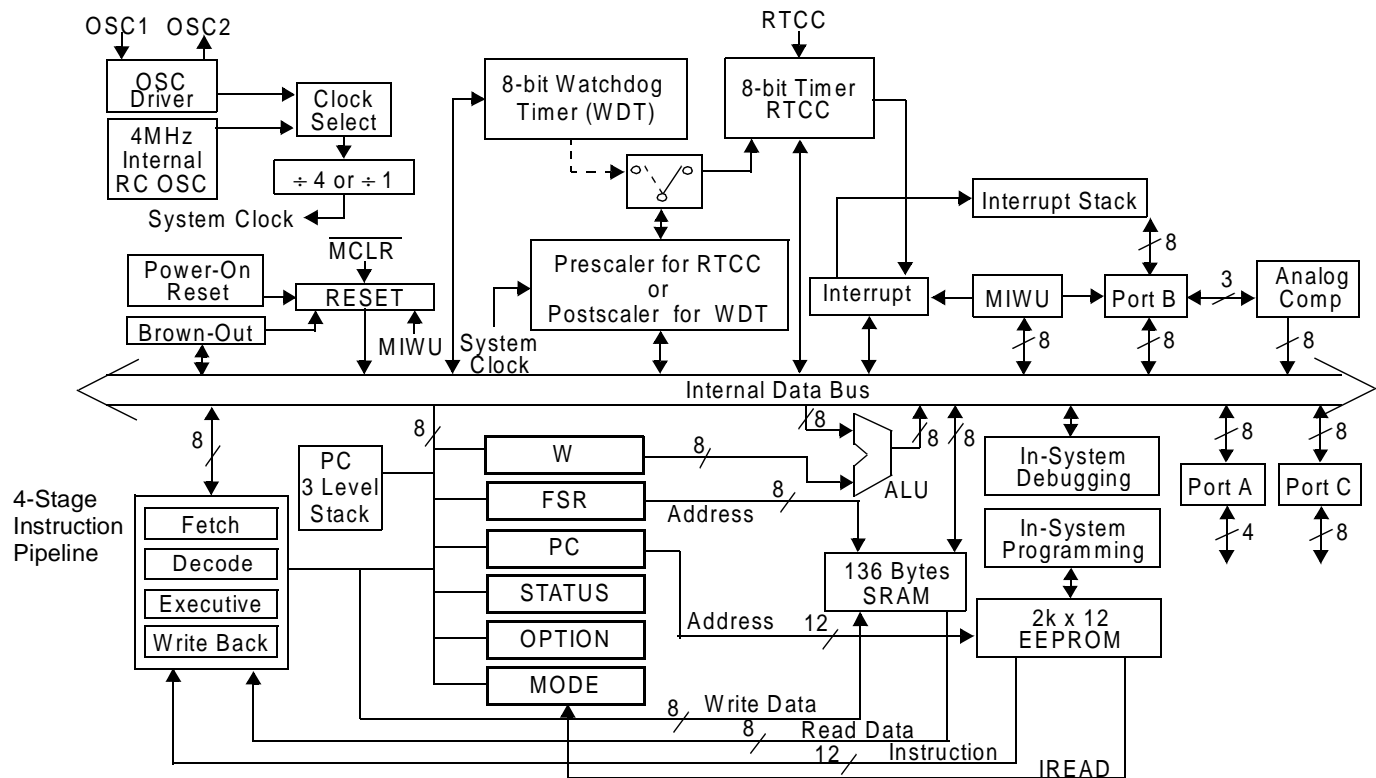 OSC1 OSC2
RTCC
OSC
Driver
Clock
Select
4MHz
Internal
RC OSC
÷ 4 or ÷ 1
System Clock
8-bit Watchdog
Timer (WDT)
8-bit Timer
RTCC
Interrupt Stack
MCLR
Power-On
Reset
RESET
Brown-Out
MIWU
System
Clock
Prescaler for RTCC
or
Postscaler for WDT
Interrupt
MIWU
Port B
Analog
Comp
8
3
8
8
8
Internal Data Bus
8
8
8
8
8
8
8
PC
3 Level
Stack
W
8
FSR
8
Address
PC
STATUS
OPTION
MODE
ALU
In-System
Debugging
Port A
Port C
4
8
4-Stage
Instruction
Pipeline
Fetch
Decode
Executive
Write Back
In-System
Programming
136 Bytes
SRAM
2k x 12
EEPROM
Address 12
8 Write Data
8 Read Data
12 Instruction
IREAD